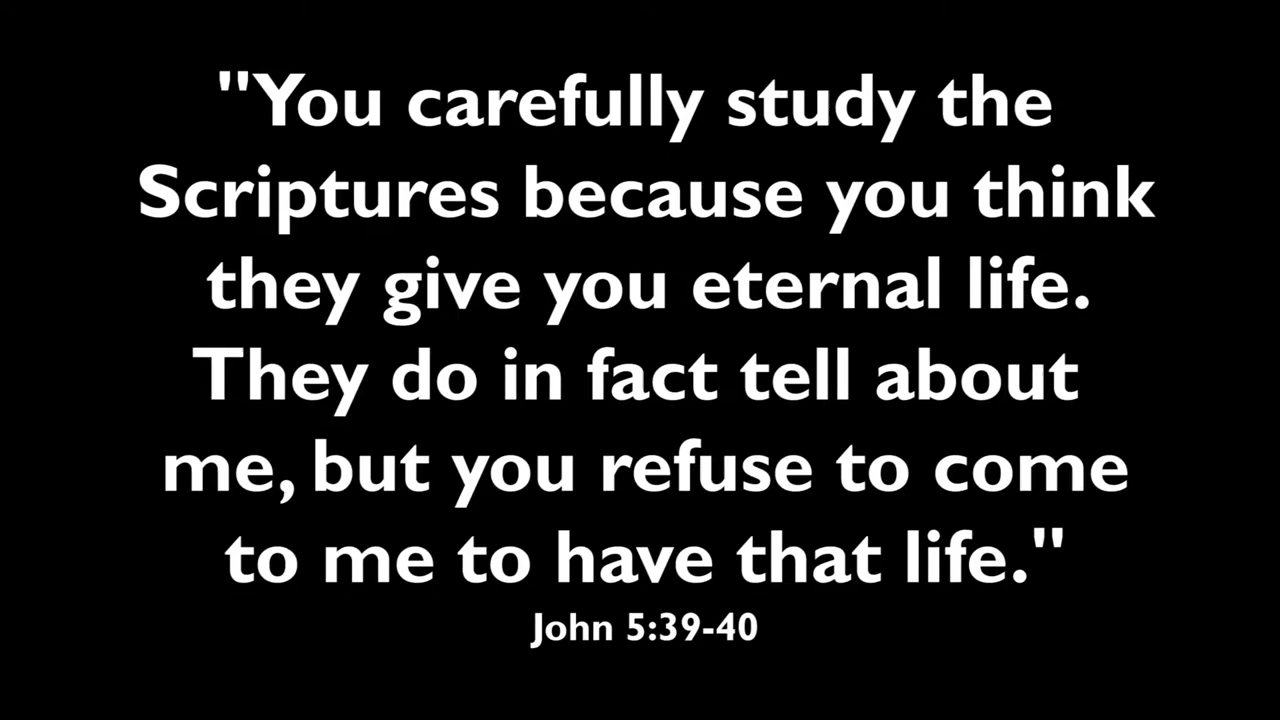 "You carefully study the
Scriptures because you think
they give you eternal life.
They do in fact tell about
me, but you refuse to come
to me to have that life."
John 5:39-40